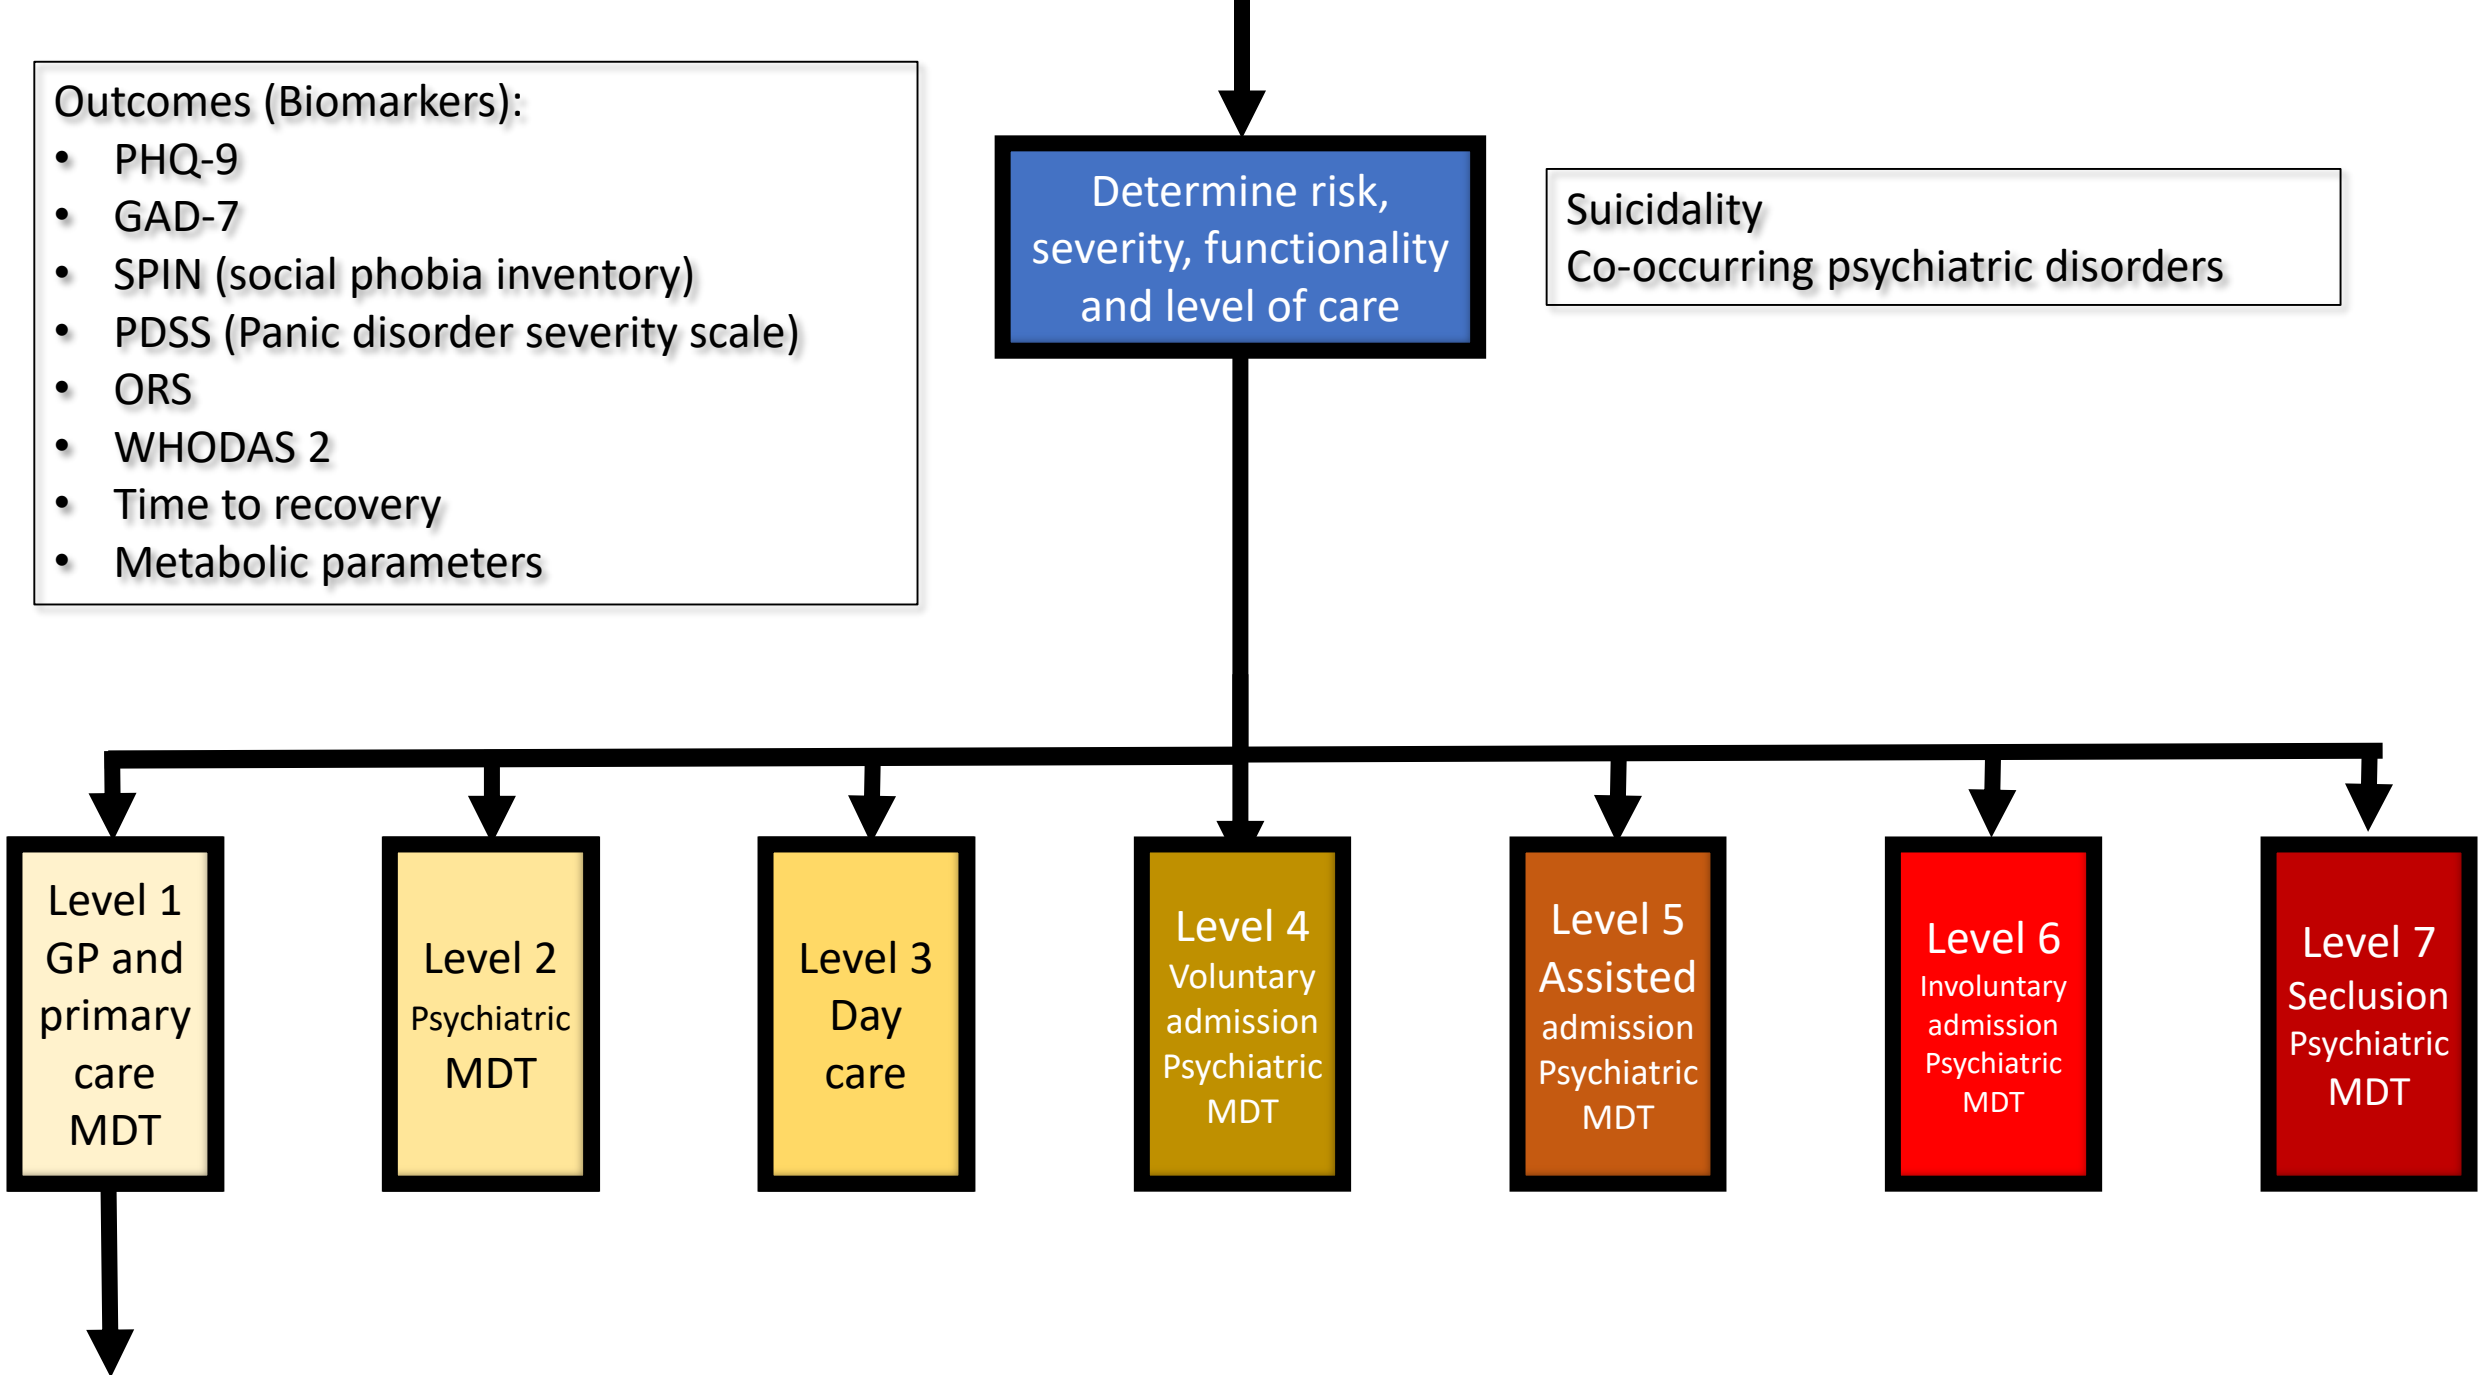 Outcomes (Biomarkers):
• PHQ-9
• GAD-7
• SPIN (social phobia inventory)
• PDSS (Panic disorder severity scale)
• ORS
• WHODAS 2
• Time to recovery
• Metabolic parameters
Determine risk,
severity, functionality
and level of care
Suicidality
Co-occurring psychiatric disorders
Level 1
GP and
primary
care
MDT
Level 2
Psychiatric
MDT
Level 3
Day
care
Level 4
Voluntary
admission
Psychiatric
MDT
Level 5
Assisted
admission
Psychiatric
MDT
Level 6
Involuntary
admission
Psychiatric
MDT
Level 7
Seclusion
Psychiatric
MDT